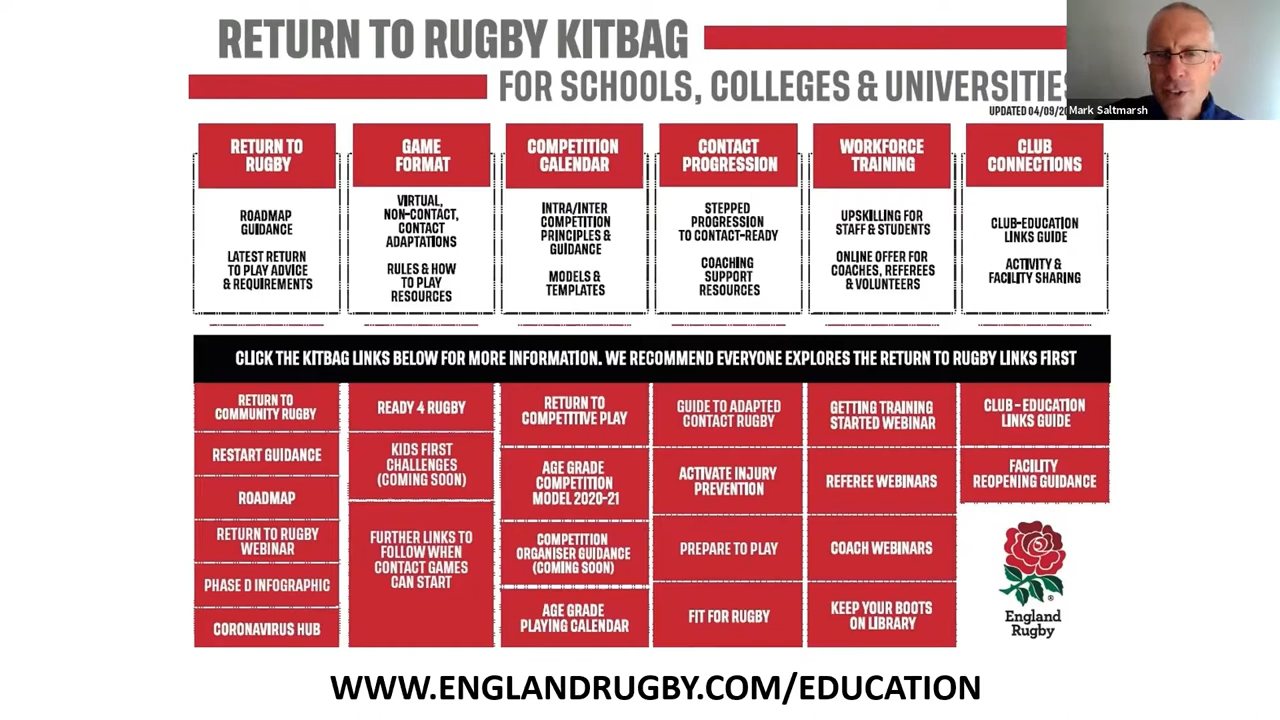 RETURN TO RUGBY KITBAG
FOR SCHOOLS, COLLEGES & UNIVERSITIES
UPDATED 04/09/20
Mark Saltmarsh
RETURN TO
RUGBY
ROADMAP
GUIDANCE
LATEST RETURN
TO PLAY ADVICE
& REQUIREMENTS
GAME
FORMAT
VIRTUAL,
NON-CONTACT,
CONTACT
ADAPTATIONS
RULES & HOW
TO PLAY
RESOURCES
COMPETITION
CALENDAR
INTRA/INTER
COMPETITION
PRINCIPLES &
GUIDANCE
MODELS &
TEMPLATES
CONTACT
PROGRESSION
STEPPED
PROGRESSION
TO CONTACT-READY
COACHING
SUPPORT
RESOURCES
WORKFORCE
TRAINING
UPSKILLING FOR
STAFF & STUDENTS
ONLINE OFFER FOR
COACHES, REFEREES
& VOLUNTEERS
CLUB
CONNECTIONS
CLUB-EDUCATION
LINKS GUIDE
ACTIVITY &
FACILITY SHARING
CLICK THE KITBAG LINKS BELOW FOR MORE INFORMATION. WE RECOMMEND EVERYONE EXPLORES THE RETURN TO RUGBY LINKS FIRST
RETURN TO
COMMUNITY RUGBY
RESTART GUIDANCE
ROADMAP
RETURN TO RUGBY
WEBINAR
PHASE D INFOGRAPHIC
CORONAVIRUS HUB
READY 4 RUGBY
KIDS FIRST
CHALLENGES
(COMING SOON)
FURTHER LINKS TO
FOLLOW WHEN
CONTACT GAMES
CAN START
RETURN TO
COMPETITIVE PLAY
AGE GRADE
COMPETITION
MODEL 2020-21
COMPETITION
ORGANISER GUIDANCE
(COMING SOON)
AGE GRADE
PLAYING CALENDAR
GUIDE TO ADAPTED
CONTACT RUGBY
ACTIVATE INJURY
PREVENTION
PREPARE TO PLAY
FIT FOR RUGBY
GETTING TRAINING
STARTED WEBINAR
REFEREE WEBINARS
COACH WEBINARS
KEEP YOUR BOOTS
ON LIBRARY
CLUB - EDUCATION
LINKS GUIDE
FACILITY
REOPENING GUIDANCE
England
Rugby
WWW.ENGLANDRUGBY.COM/EDUCATION